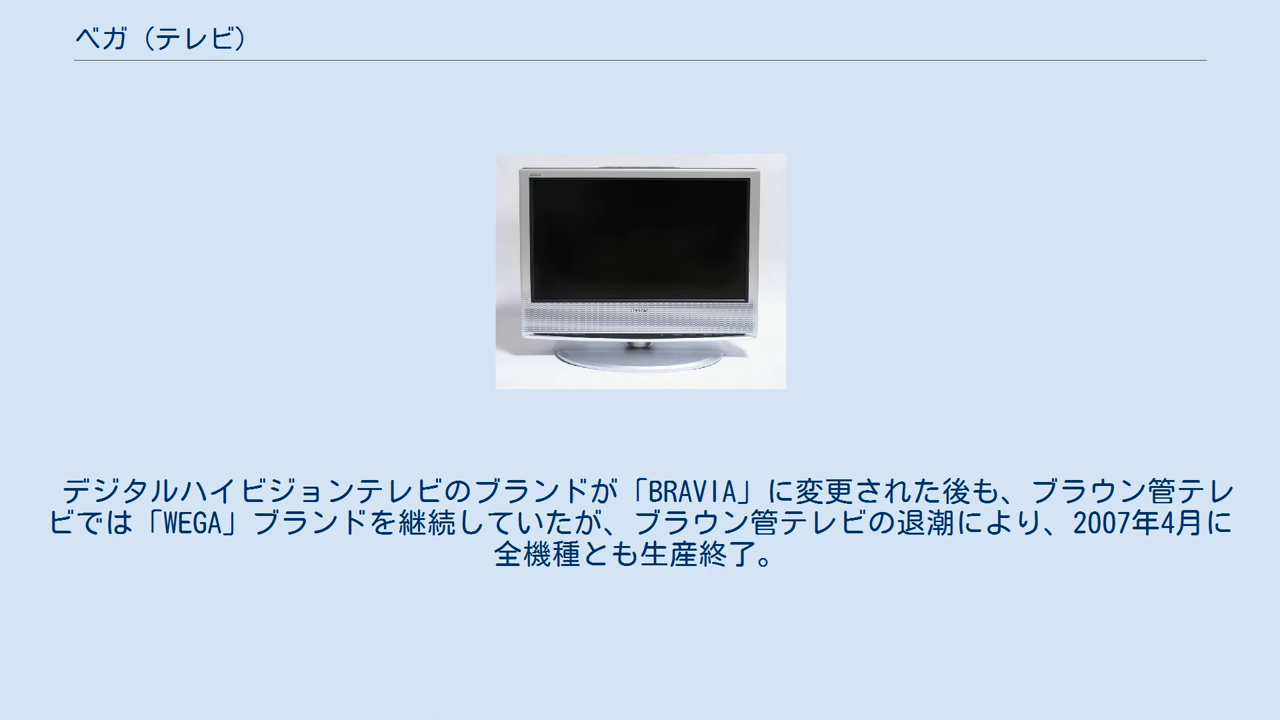 ベガ（テレビ）
デジタルハイビジョンテレビのブランドが「BRAVIA」に変更された後も、ブラウン管テレ
ビでは「WEGA」ブランドを継続していたが、ブラウン管テレビの退潮により、2007年4月に
全機種とも生産終了。